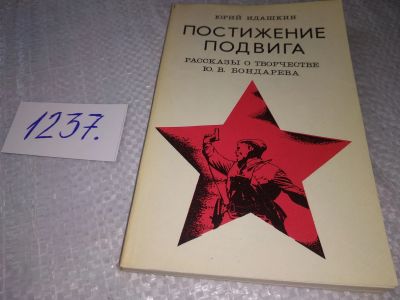 ЮРИЙ ИДАШКИН
ПОСТИЖЕНИЕ
ПОДВИГА
РАССКАЗЫ О ТВОРЧЕСТВЕ
Ю. В. БОНДАРЕВА
1237.